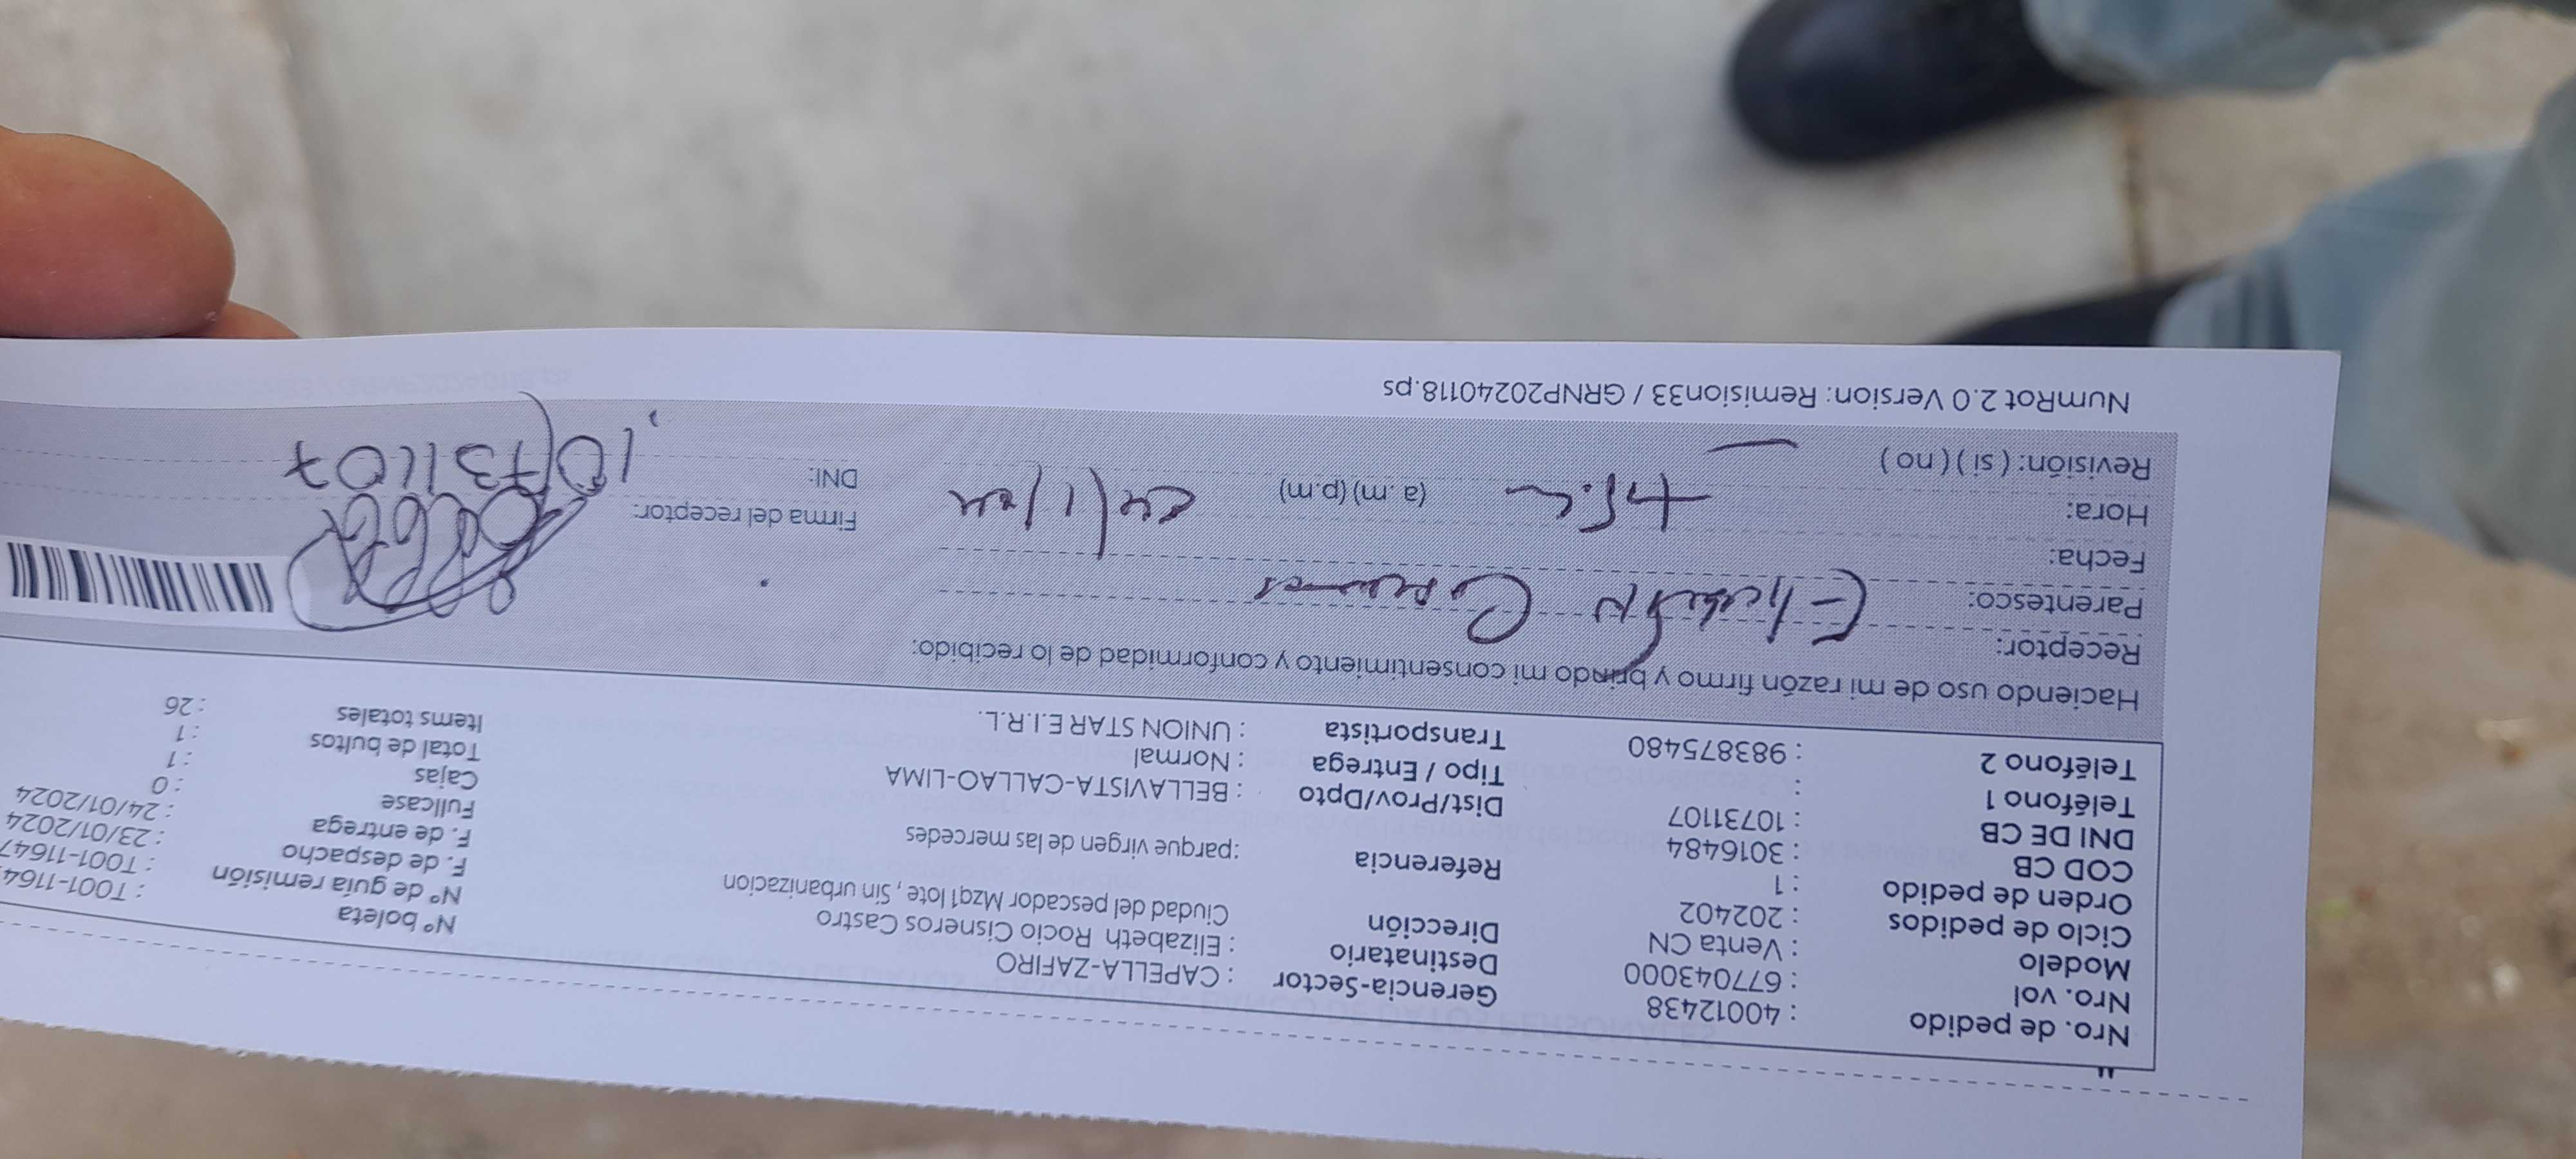 Nro. de pedido : 40012438 Gerencia-Sector : CAPELLA-ZAFIRO Nº boleta : T001-1164
Nro. vol : 677043000 Destinatario : Elizabeth Rocio Cisneros Castro Nº de guía remisión : T001-11647
Modelo : Venta CN Dirección Ciudad del pescador Mzq1lote , Sin urbanizacion F. de despacho : 23/01/2024
Ciclo de pedidos : 202402 F. de entrega : 24/01/2024
Orden de pedido : 1 Referencia :parque virgen de las mercedes Fullcase : 0
COD CB : 3016484 Cajas : 1
DNI DE CB : 10731107 Dist/Prov/Dpto : BELLAVISTA-CALLAO-LIMA Total de bultos : 1
Teléfono 1 : Tipo / Entrega : Normal Items totales : 26
Teléfono 2 : 983875480 Transportista : UNION STAR E.I.R.L.
Haciendo uso de mi razón firmo y brindo mi consentimiento y conformidad de lo recibido:
Receptor:
Parentesco:
Fecha:
Hora: (a.m) (p.m) Firma del receptor:
Revisión: ( si ) ( no ) DNI: 10731107
NumRot 2.0 Version: Remision33 / GRNP20240118.ps